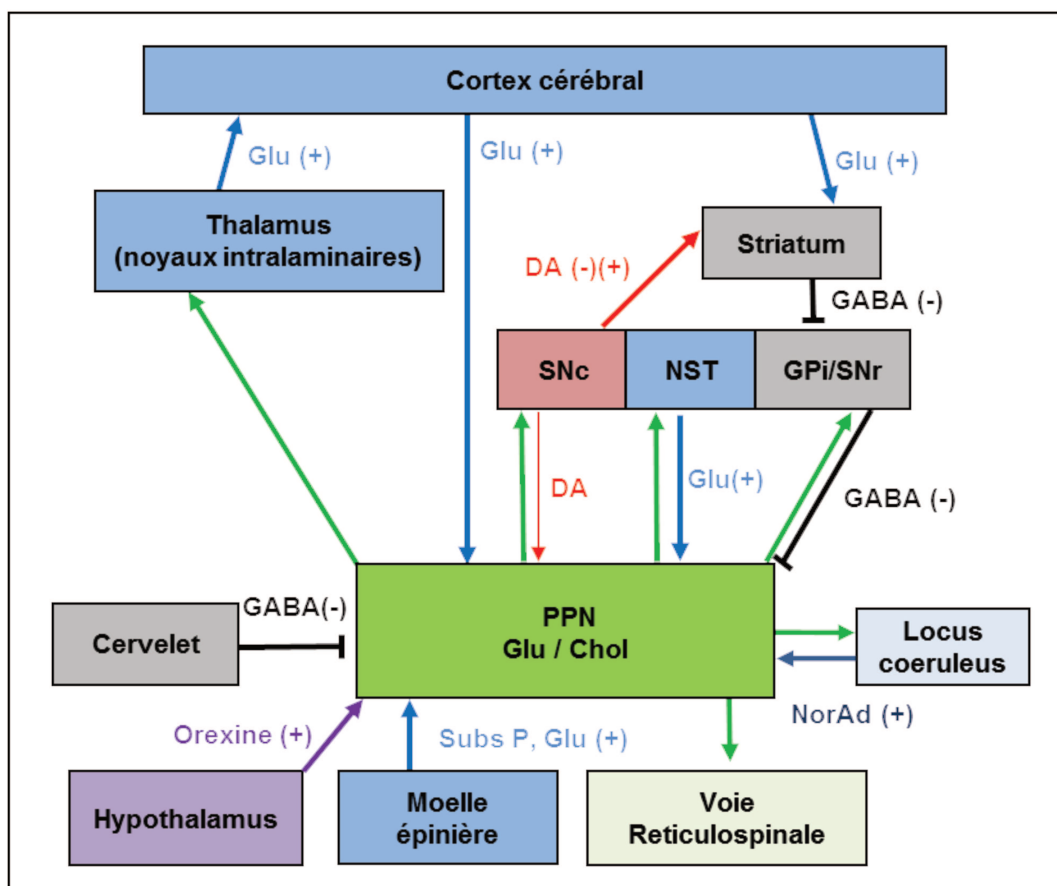 Cortex cérébral
Glu (+)
Glu (+)
Glu (+)
Thalamus
(noyaux intralaminaires)
Striatum
DA (-)(+)
GABA (-)
SNc
NST
GPi/SNr
DA
Glu(+)
GABA (-)
GABA(-)
Cervelet
PPN
Glu / Chol
Locus
coeruleus
NorAd (+)
Orexine (+)
Subs P, Glu (+)
Hypothalamus
Moelle
épinière
Voie
Reticulospinale